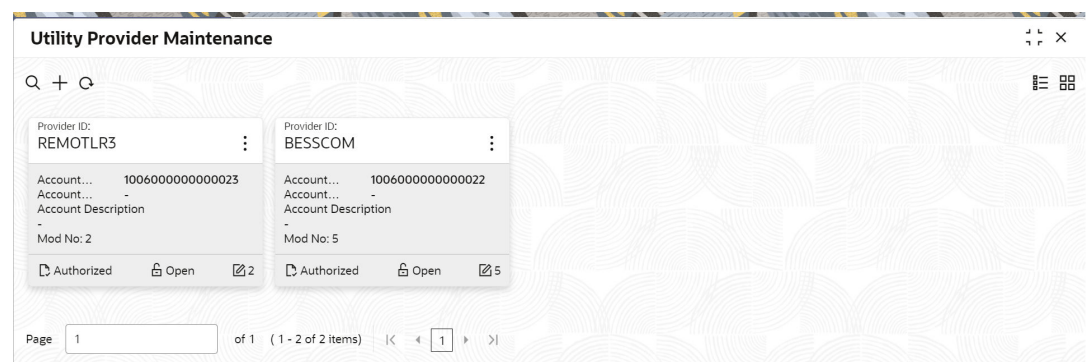 Utility Provider Maintenance
Provider ID:
REMOTLR3
Account... 1006000000000023
Account... -
Account Description
-
Mod No: 2
Authorized Open 2
Provider ID:
BESSCOM
Account... 1006000000000022
Account... -
Account Description
-
Mod No: 5
Authorized Open 5
Page 1 of 1 ( 1 - 2 of 2 items) 1